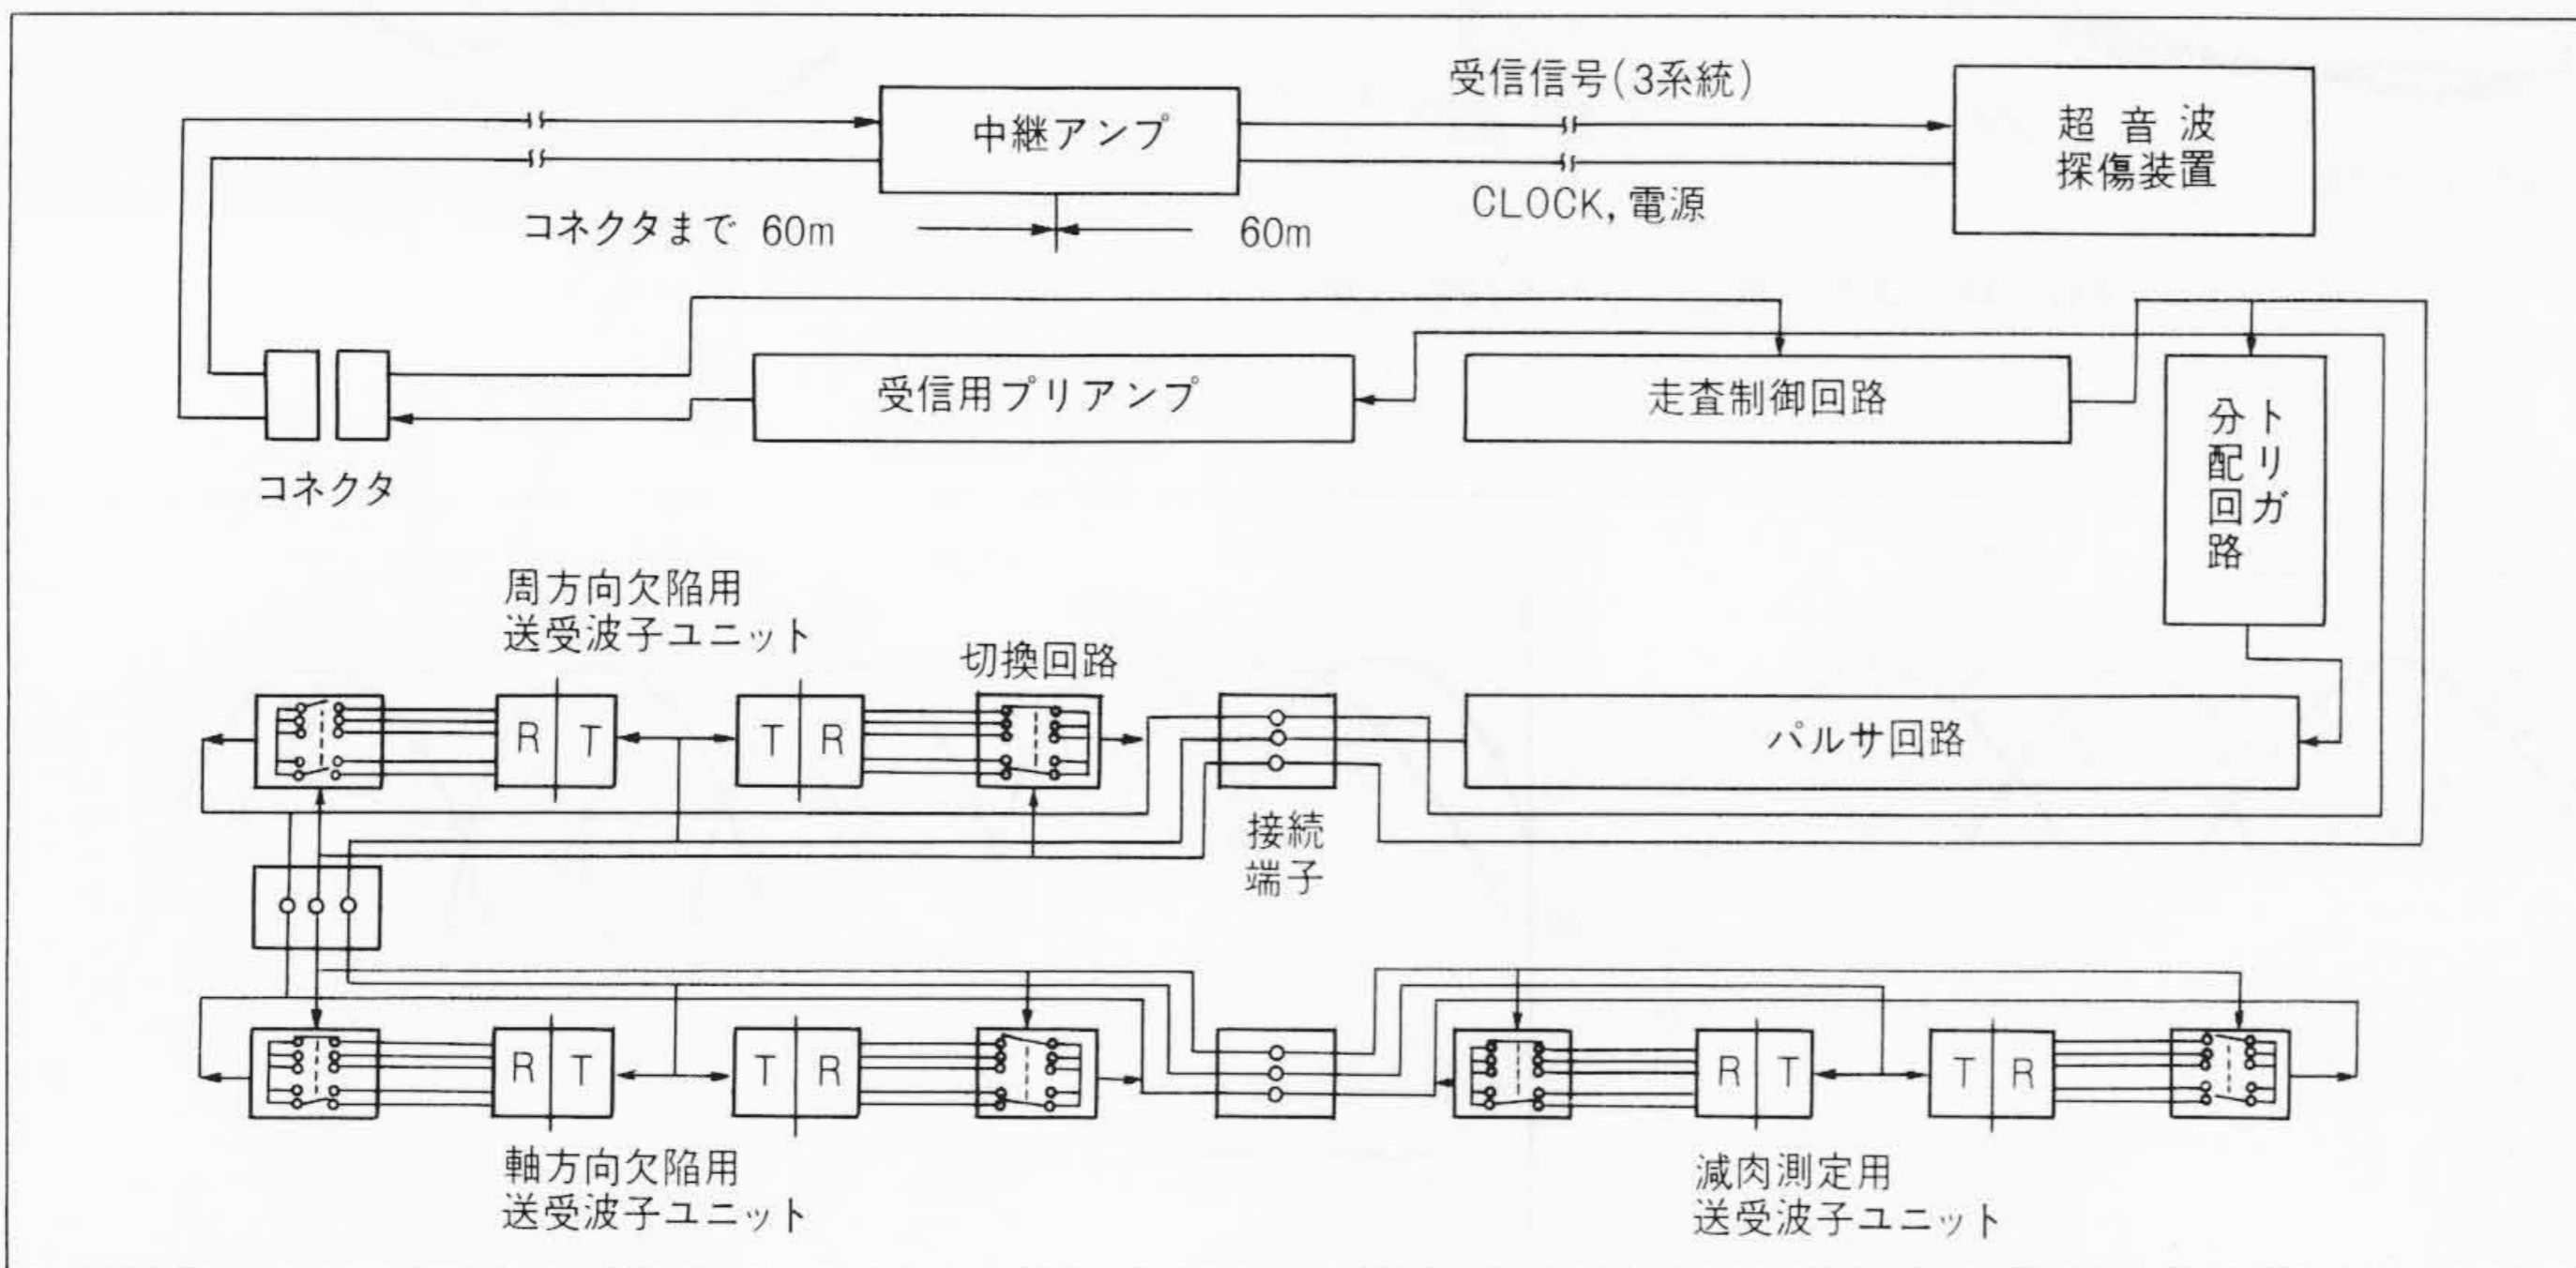 受信信号(3系統)
中継アンプ
超音波
探傷装置
CLOCK, 電源
コネクタまで 60m
60m
受信用プリアンプ
走査制御回路
トリガ
分配回路
コネクタ
周方向欠陥用
送受波子ユニット
切換回路
R T
T R
パルサ回路
接続
端子
R T
T R
R T
T R
軸方向欠陥用
送受波子ユニット
減肉測定用
送受波子ユニット